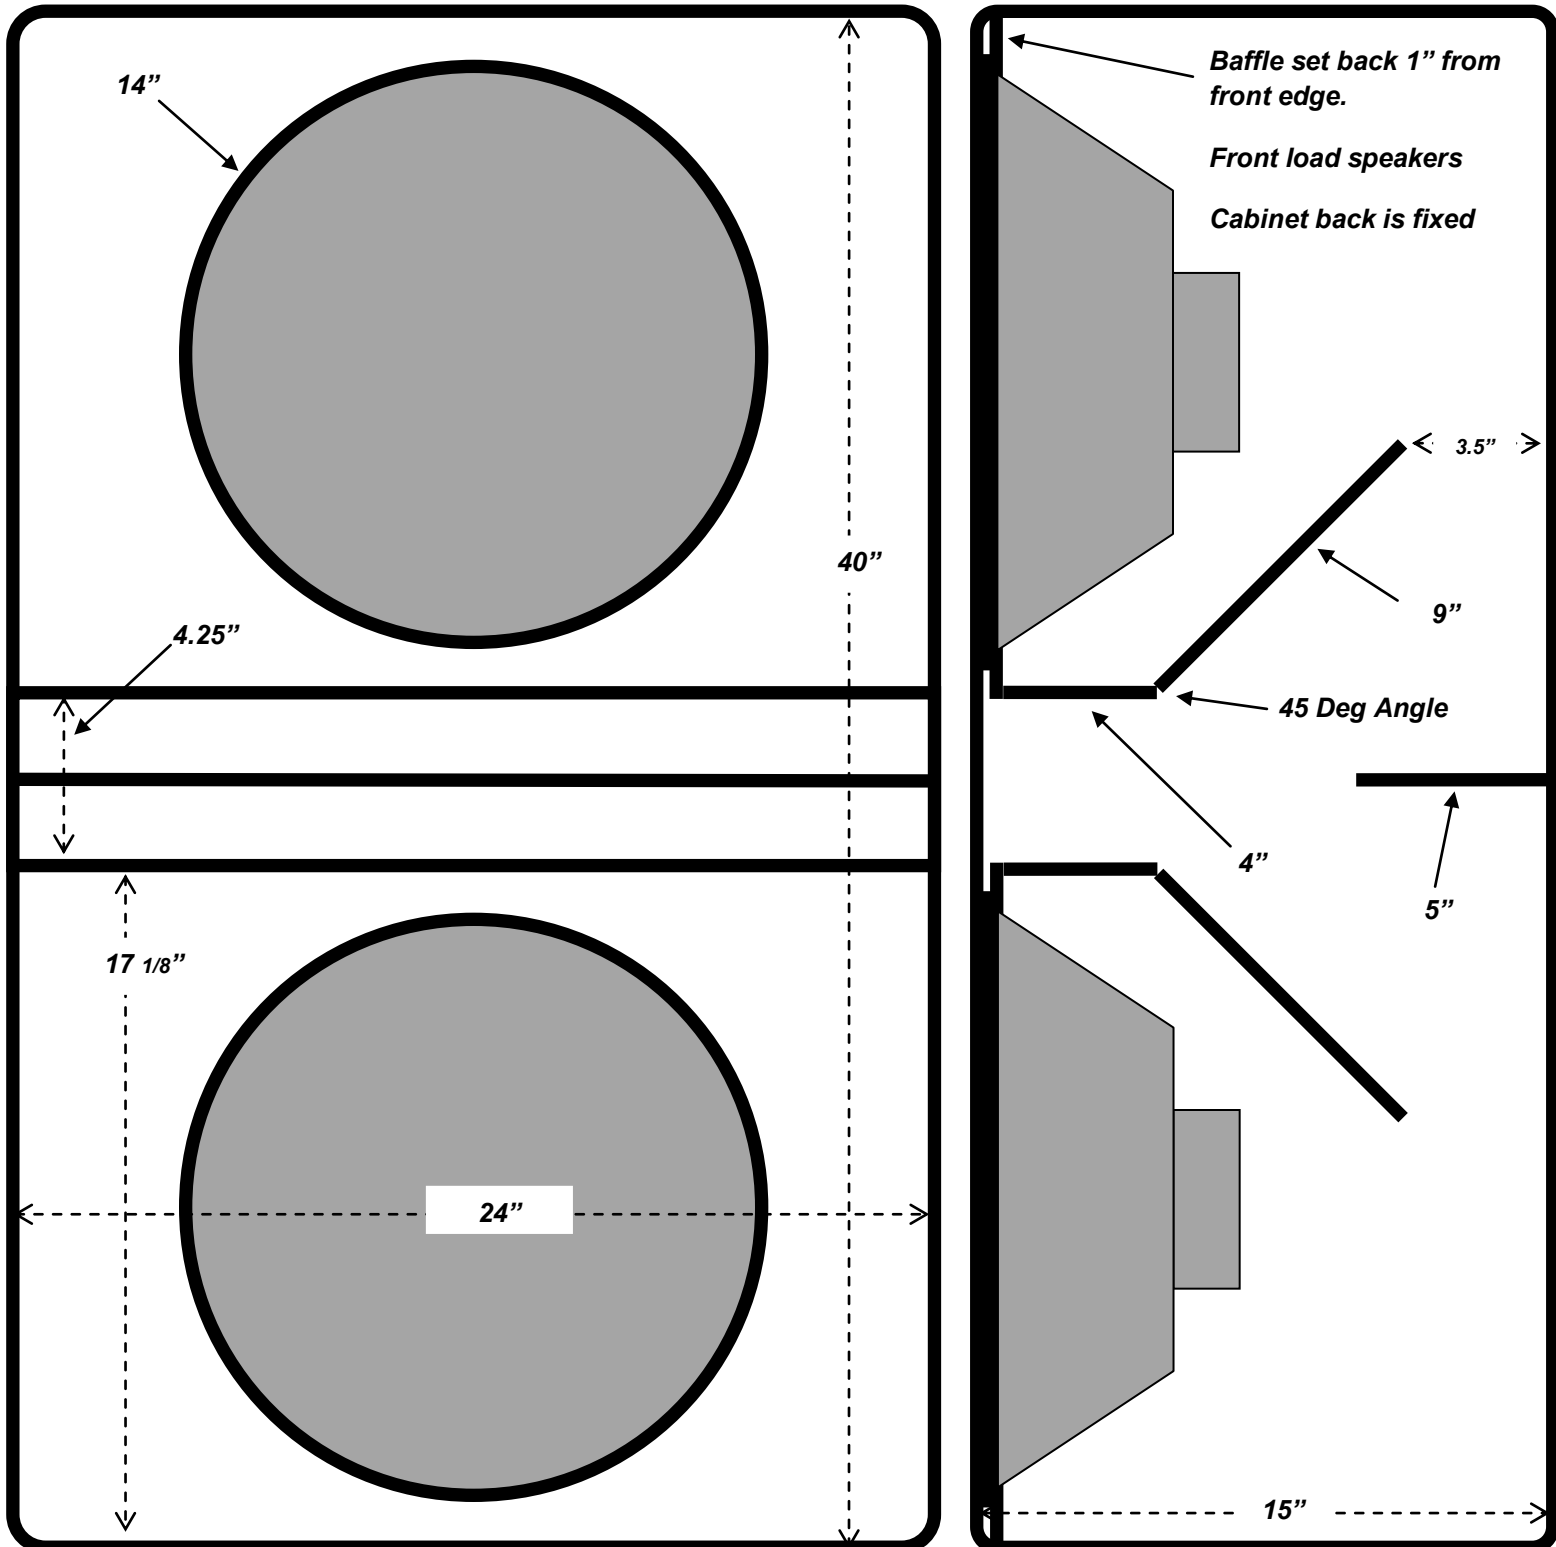 14”
4.25”
40”
17 1/8”
24”
Baffle set back 1” from
front edge.
Front load speakers
Cabinet back is fixed
3.5”
9”
45 Deg Angle
4”
5”
15”